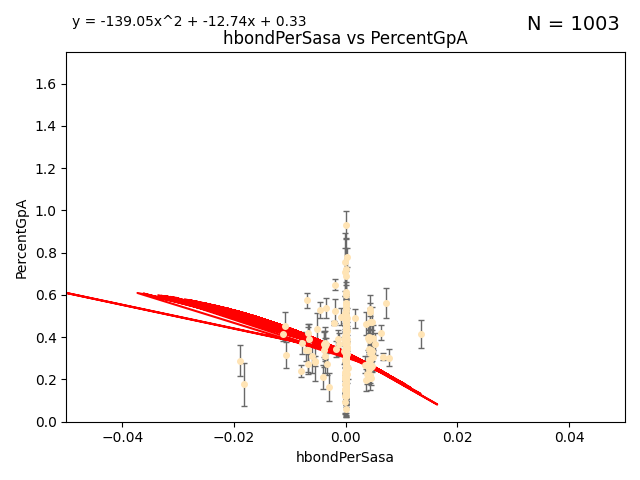 y = -139.05x^2 + -12.74x + 0.33
N = 1003
hbondPerSasa vs PercentGpA
1.6
1.4
1.2
1.0
0.8
0.6
0.4
0.2
0.0
PercentGpA
−0.04
−0.02
0.00
0.02
0.04
hbondPerSasa